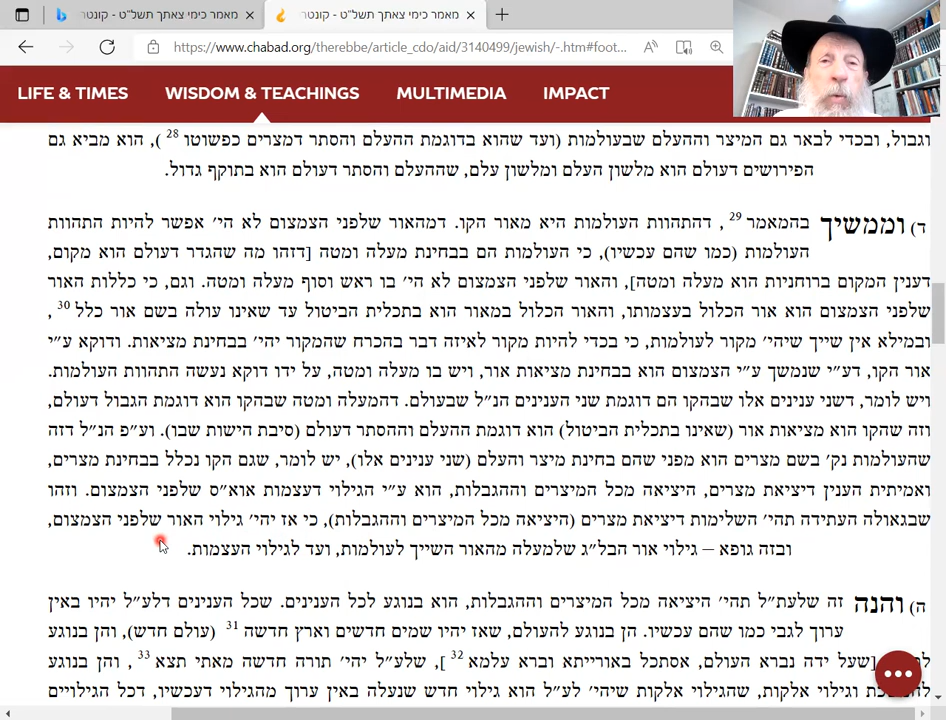 מאמר כימי צאתך תשל"ט - קונטר
מאמר כימי צאתך תשל"ט - קונטר
https://www.chabad.org/therebbe/article_cdo/aid/3140499/jewish/-.htm#foot...
LIFE & TIMES
WISDOM & TEACHINGS
MULTIMEDIA
IMPACT
וגבול, ובכדי לבאר גם המיצר וההעלם שבעולמות (ועד שהוא בדוגמת ההעלם והסתר דמצרים כפשוטו 28 ), הוא מביא גם
הפירושים דעולם הוא מלשון העלם ומלשון עלם, שההעלם והסתר דעולם הוא בתוקף גדול.
ד) וממשיך בהמאמר 29 , דהתהוות העולמות היא מאור הקו. דמהאור שלפני הצמצום לא הי' אפשר להיות התהוות
העולמות (כמו שהם עכשיו), כי העולמות הם בבחינת מעלה ומטה [דזהו מה שהגדר דעולם הוא מקום,
דענין המקום ברוחניות הוא מעלה ומטה], והאור שלפני הצמצום לא הי' בו ראש וסוף מעלה ומטה. וגם, כי כללות האור
שלפני הצמצום הוא אור הכלול בעצמותו, והאור הכלול במאור הוא בתכלית הביטול עד שאינו עולה בשם אור כלל 30 ,
ובמילא אין שייך שיהי' מקור לעולמות, כי בכדי להיות מקור לאיזה דבר בהכרח שהמקור יהי' בבחינת מציאות. ודוקא ע"י
אור הקו, דע"י שנמשך ע"י הצמצום הוא בבחינת מציאות אור, ויש בו מעלה ומטה, על ידו דוקא נעשה התהוות העולמות.
ויש לומר, דשני ענינים אלו שבהקו הם דוגמת שני הענינים הנ"ל שבעולם. דהמעלה ומטה שבהקו הוא דוגמת הגבול דעולם,
וזה שהקו הוא מציאות אור (שאינו בתכלית הביטול) הוא דוגמת ההעלם וההסתר דעולם (סיבת הישות שבו). וע"פ הנ"ל דזה
שהעולמות נק' בשם מצרים הוא מפני שהם בחינת מיצר והעלם (שני ענינים אלו), יש לומר, שגם הקו נכלל בבחינת מצרים,
ואמיתית הענין דיציאת מצרים, היציאה מכל המיצרים וההגבלות, הוא ע"י הגילוי דעצמות אוא"ס שלפני הצמצום. וזהו
שבגאולה העתידה תהי' השלימות דיציאת מצרים (היציאה מכל המיצרים וההגבלות), כי אז יהי' גילוי האור שלפני הצמצום,
ובזה גופא – גילוי אור הבל"ג שלמעלה מהאור השייך לעולמות, ועד לגילוי העצמות.
ה) והנה זה שלעת"ל תהי' היציאה מכל המיצרים וההגבלות, הוא בנוגע לכל הענינים. שכל הענינים דלע"ל יהיו באין
ערוך לגבי כמו שהם עכשיו. הן בנוגע להעולם, שאז יהיו שמים חדשים וארץ חדשה 31 (עולם חדש), והן בנוגע
[שעל ידה נברא העולם, אסתכל באורייתא וברא עלמא 32 ], שלע"ל יהי' תורה חדשה מאתי תצא 33 , והן בנוגע
וגילוי אלקות, שהגילוי אלקות שיהי' לע"ל הוא גילוי חדש שנעלה באין ערוך מהגילוי דעכשיו, דכל הגילויים